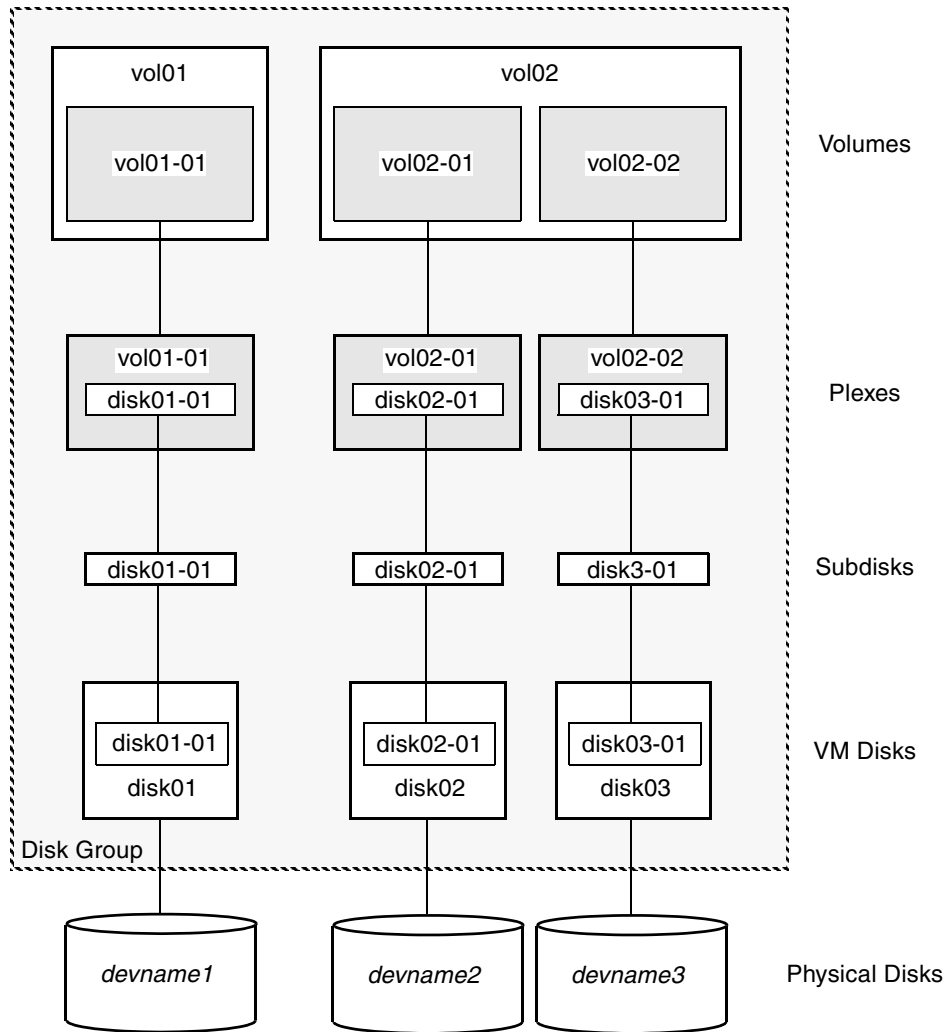 vol01
vol02
vol01-01
vol02-01
vol02-02
Volumes
vol01-01
vol02-01
vol02-02
disk01-01
disk02-01
disk03-01
Plexes
disk01-01
disk02-01
disk3-01
Subdisks
disk01-01
disk02-01
disk03-01
VM Disks
disk01
disk02
disk03
Disk Group
devname1
devname2
devname3
Physical Disks